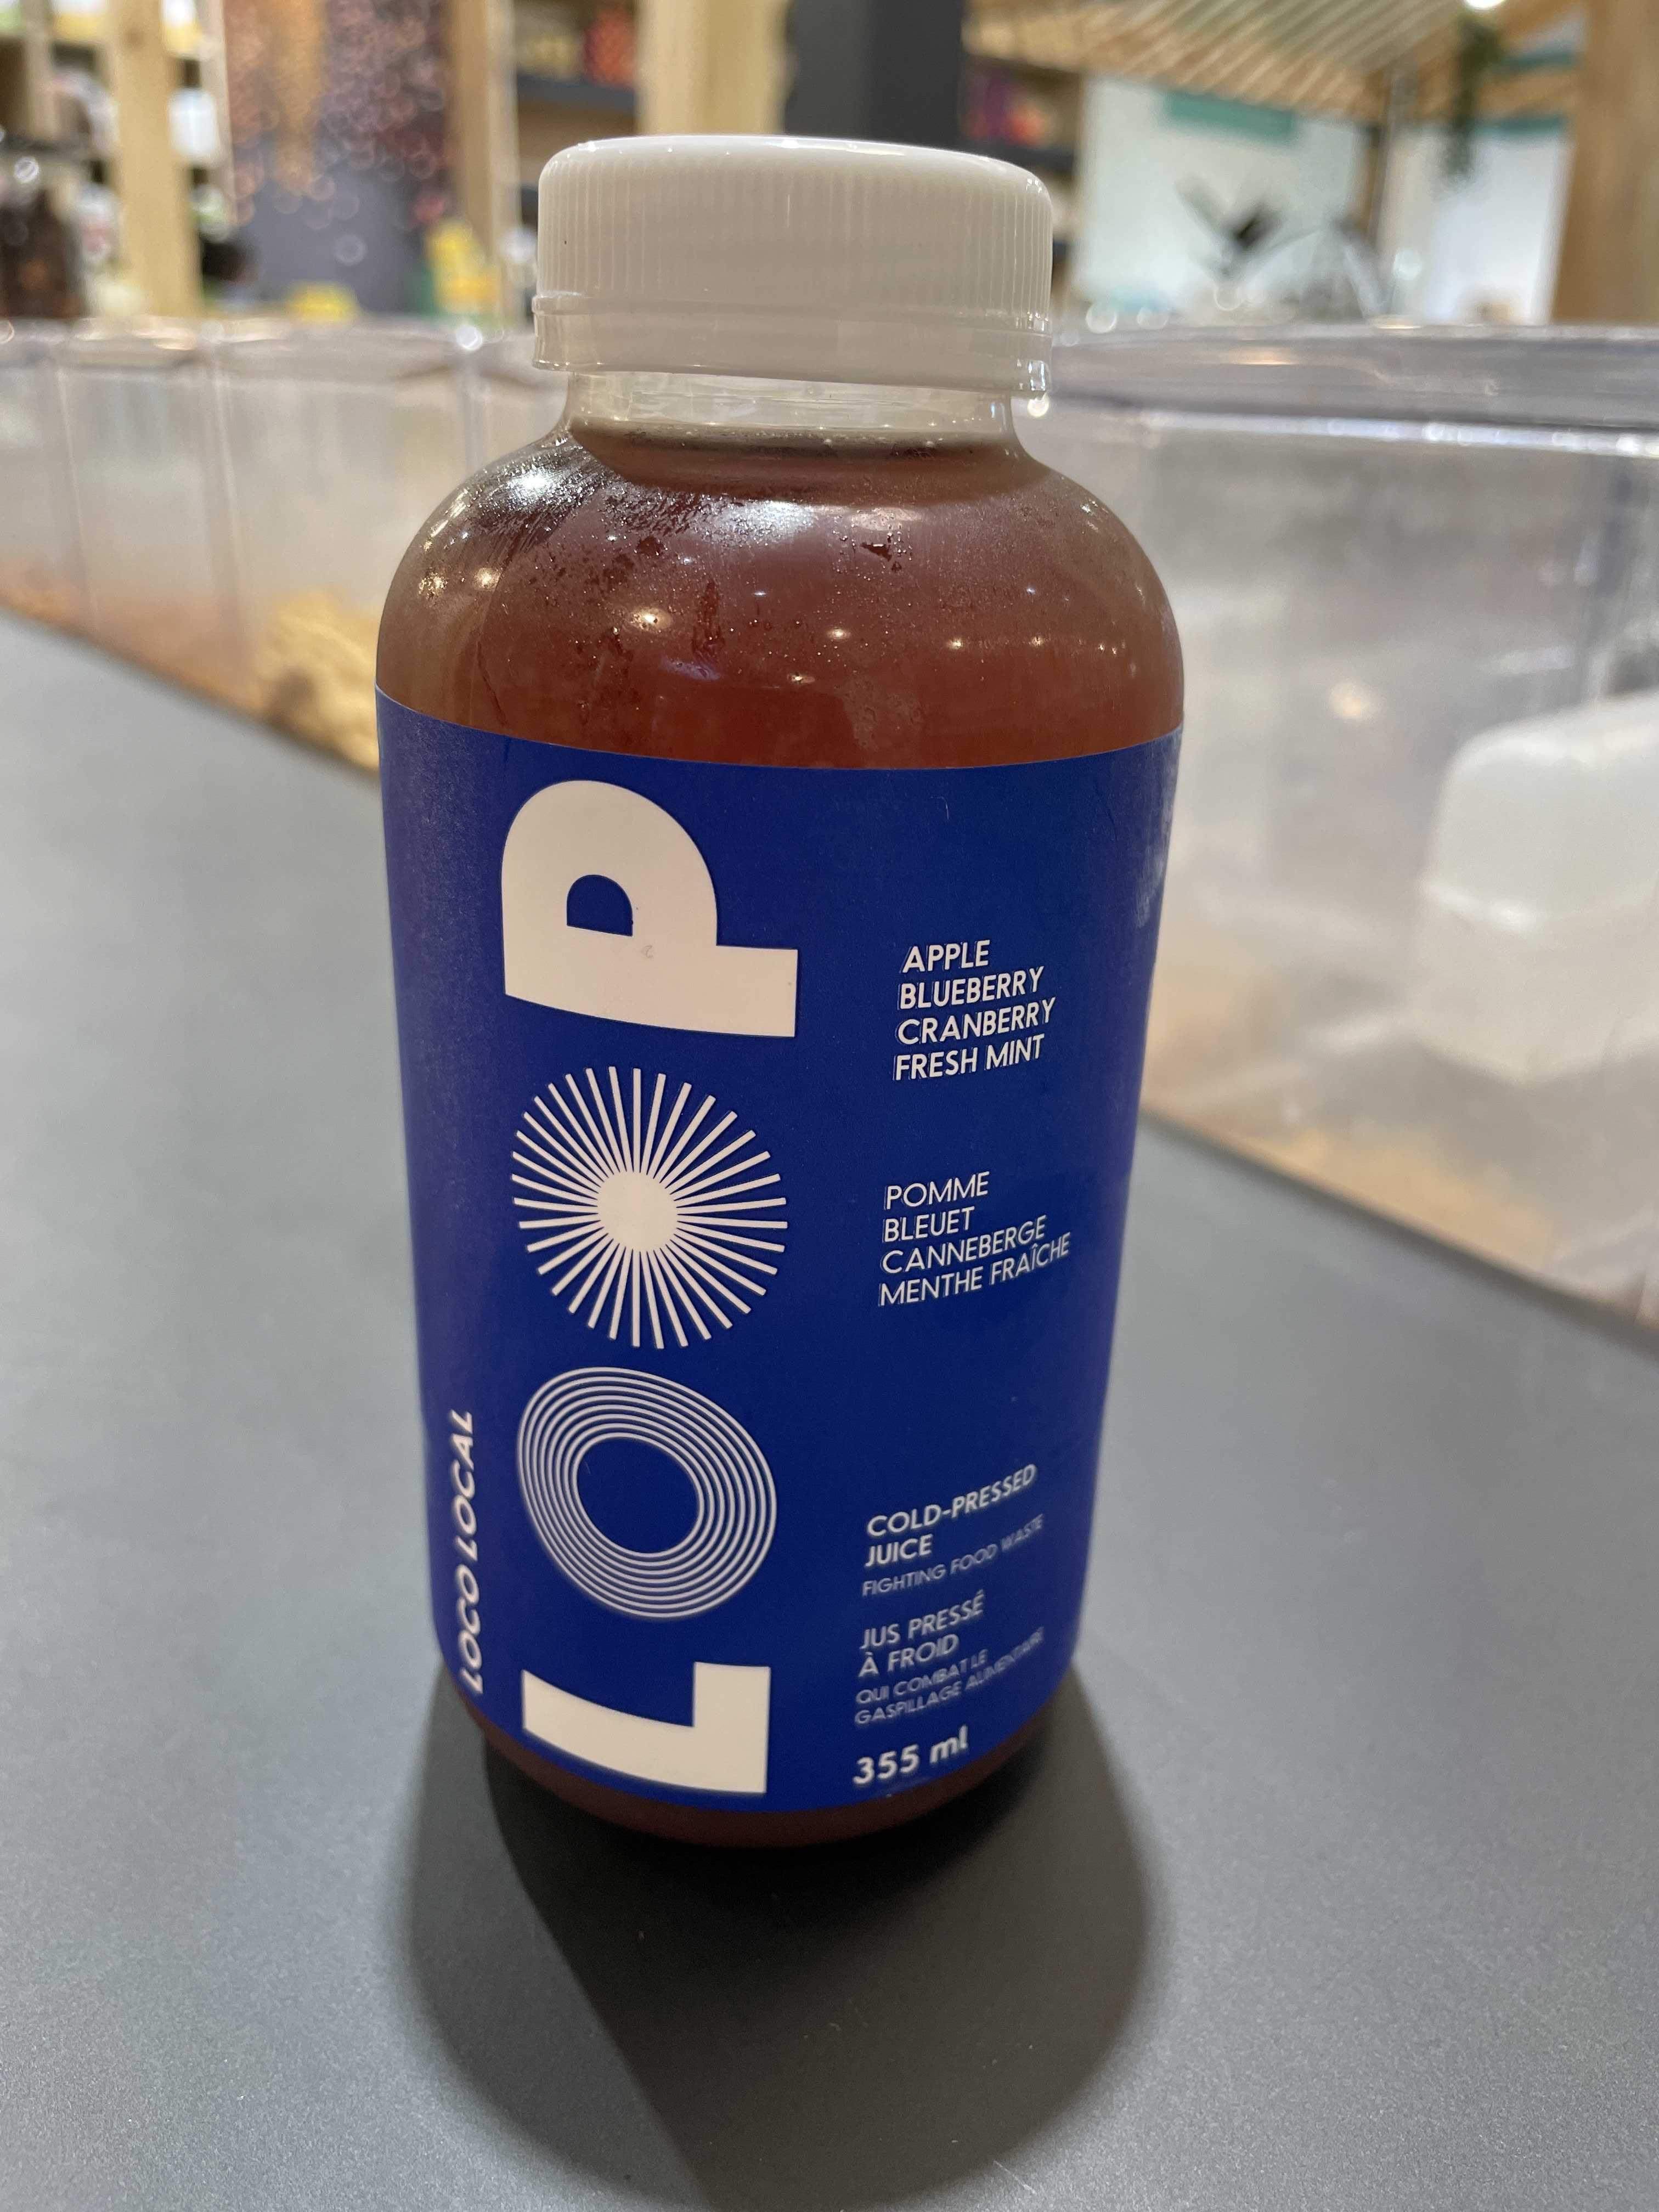 LOOP
LOCO LOCAL
APPLE
BLUEBERRY
CRANBERRY
FRESH MINT
POMME
BLEUET
CANNEBERGE
MENTHE FRAÎCHE
COLD-PRESSED
JUICE
FIGHTING FOOD WASTE
JUS PRESSÉ
À FROID
QUI COMBAT LE
GASPILLAGE ALIMENTAIRE
355 ml